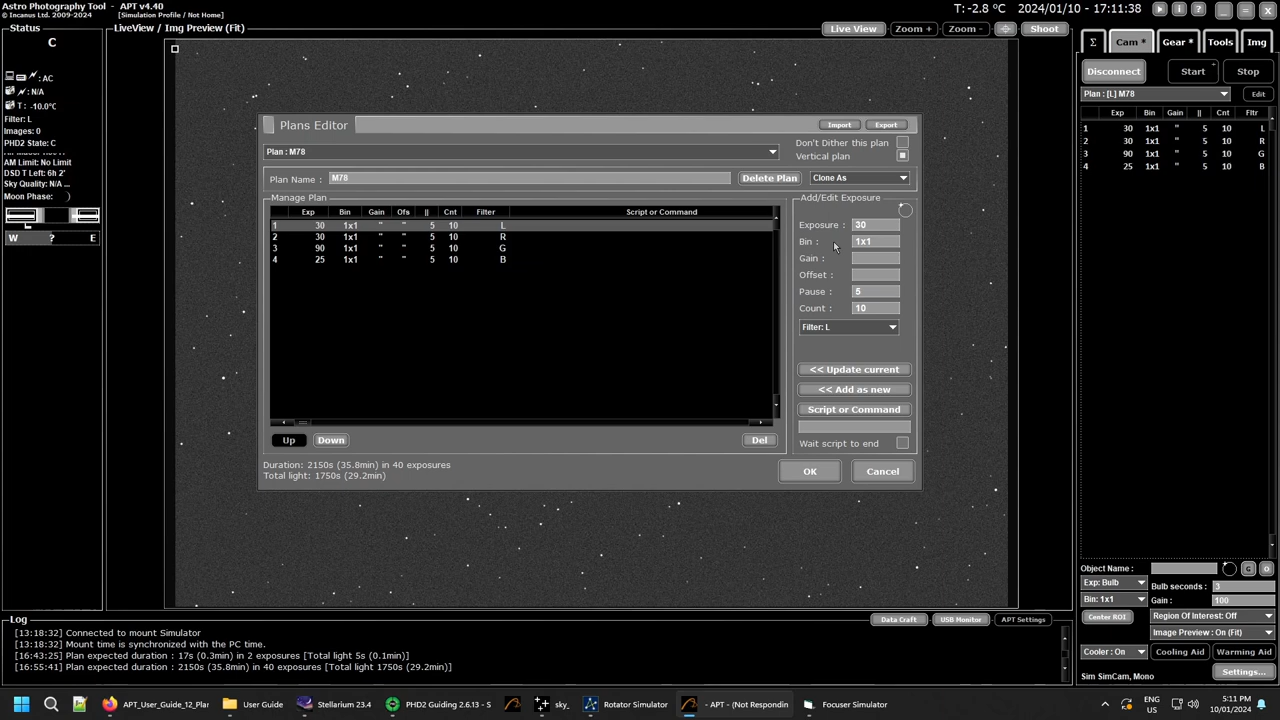 Astro Photography Tool - APT v4.40
© Incanus Ltd. 2009-2024
[Simulation Profile / Not Home]
T: -2.8 ºC 2024/01/10 - 17:11:38
Status
C
: AC
: N/A
T : -10.0°C
Filter: L
Images: 0
PHD2 State: C
AM Limit: No Limit
DSD T Left: 6h 2'
Sky Quality: N/A ...
Moon Phase:
W ? E
LiveView / Img Preview (Fit)
Live View
Zoom +
Zoom -
Shoot
Plans Editor
Import
Export
Plan : M78
Don't Dither this plan
Vertical plan
Plan Name : M78
Delete Plan
Clone As
Manage Plan
Exp Bin Gain Ofs || Cnt Filter Script or Command
1 30 1x1 " " 5 10 L
2 30 1x1 " " 5 10 R
3 90 1x1 " " 5 10 G
4 25 1x1 " " 5 10 B
Up
Down
Del
Duration: 2150s (35.8min) in 40 exposures
Total light: 1750s (29.2min)
Add/Edit Exposure
Exposure : 30
Bin : 1x1
Gain :
Offset :
Pause : 5
Count : 10
Filter: L
<< Update current
<< Add as new
Script or Command
Wait script to end
OK
Cancel
Σ
Cam *
Gear *
Tools
Img
Disconnect
Start
Stop
Plan : [L] M78
Edit
Exp Bin Gain || Cnt Fltr
1 30 1x1 " 5 10 L
2 30 1x1 " 5 10 R
3 90 1x1 " 5 10 G
4 25 1x1 " 5 10 B
Object Name :
Exp: Bulb
Bulb seconds : 3
Bin: 1x1
Gain : 100
Center ROI
Region Of Interest: Off
Image Preview : On (Fit)
Cooler : On
Cooling Aid
Warming Aid
Sim SimCam, Mono
Settings...
Log
Data Craft
USB Monitor
APT Settings
[13:18:32] Connected to mount Simulator
[13:18:32] Mount time is synchronized with the PC time.
[16:43:25] Plan expected duration : 17s (0.3min) in 2 exposures [Total light 5s (0.1min)]
[16:55:41] Plan expected duration : 2150s (35.8min) in 40 exposures [Total light 1750s (29.2min)]
APT_User_Guide_12_Plar
User Guide
Stellarium 23.4
PHD2 Guiding 2.6.13 - S
sky_
Rotator Simulator
- APT - (Not Respondin
Focuser Simulator
ENG
US
5:11 PM
10/01/2024